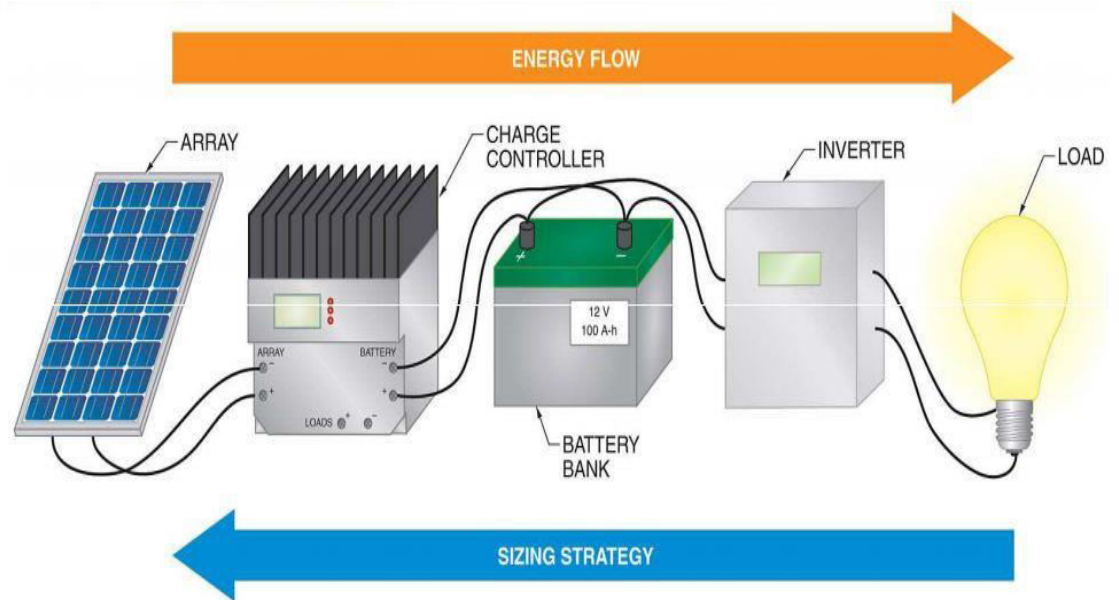 ENERGY FLOW
ARRAY
CHARGE
CONTROLLER
INVERTER
LOAD
12 V
100 A-h
ARRAY
BATTERY
-
-
+
+
LOADS
+
-
+
-
BATTERY
BANK
SIZING STRATEGY